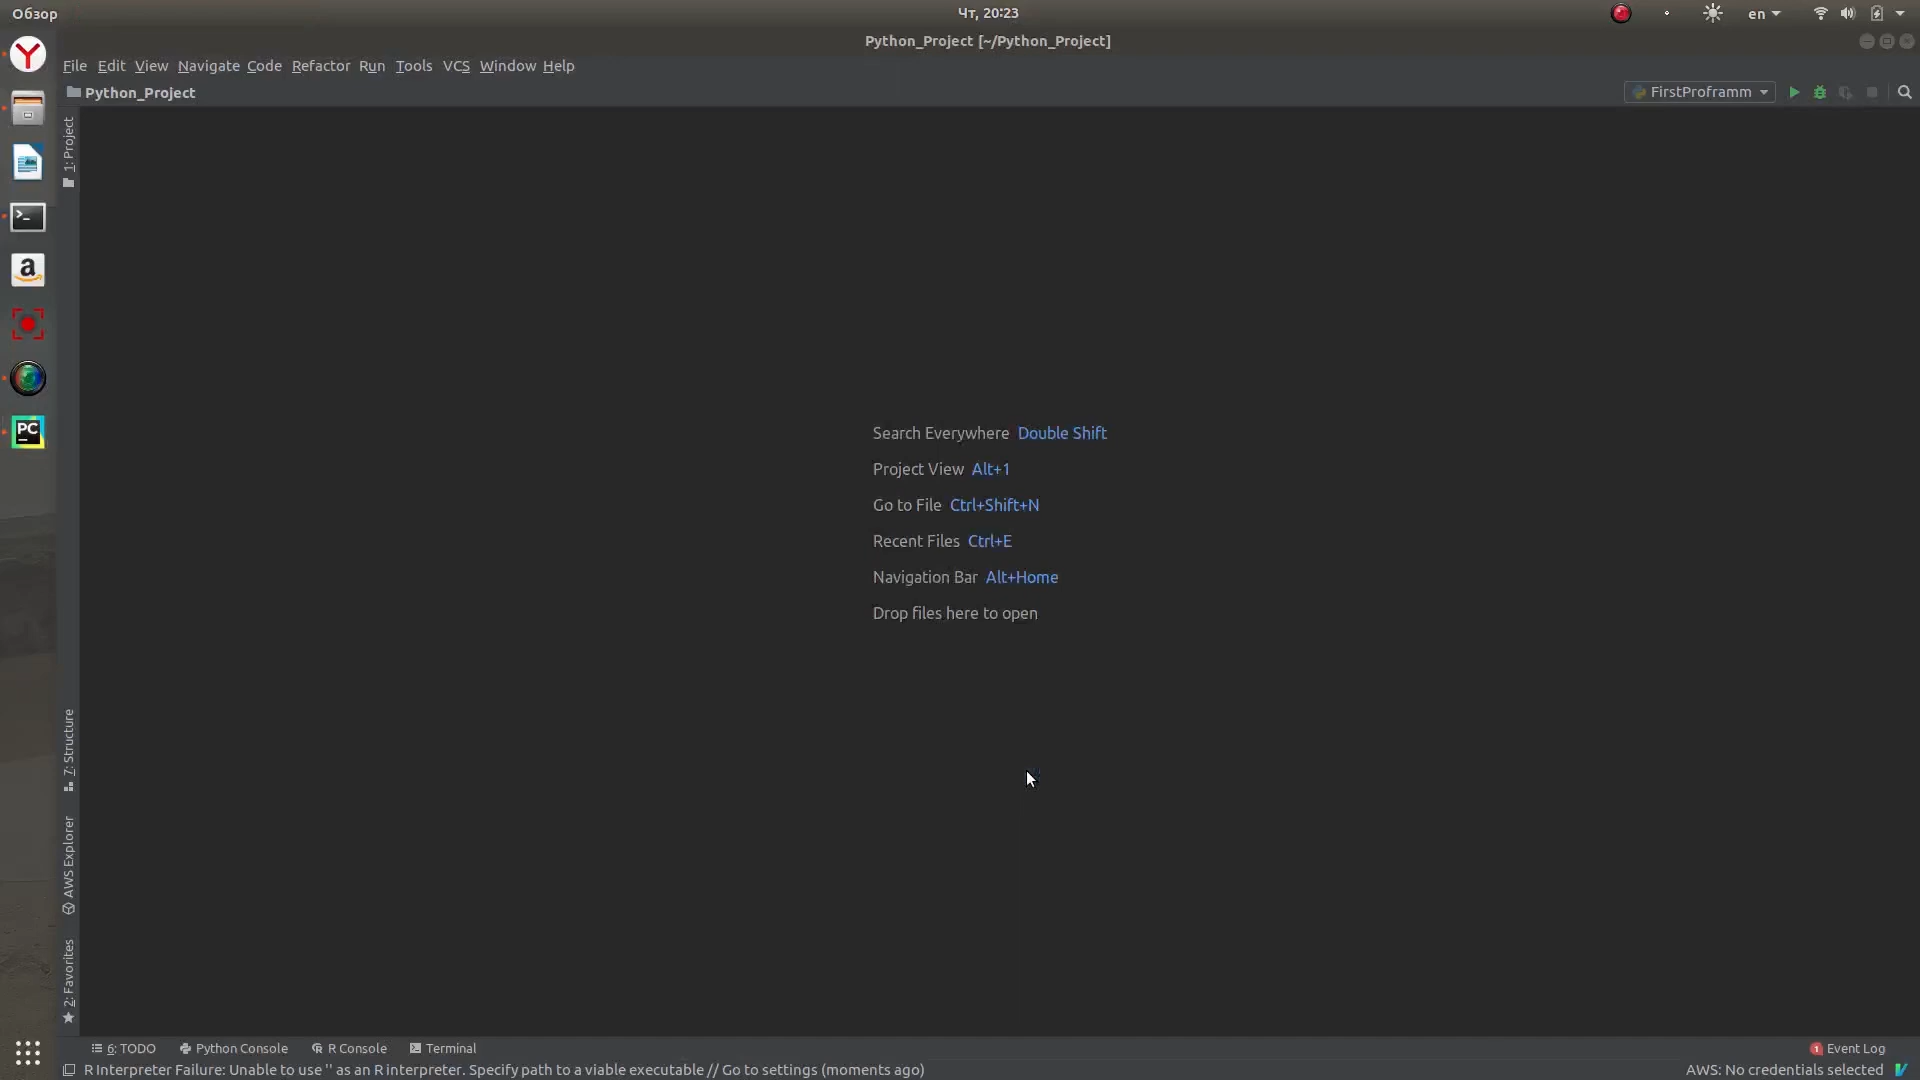 Обзор
Чт, 20:23
en
Python_Project [~/Python_Project]
File Edit View Navigate Code Refactor Run Tools VCS Window Help
Python_Project
FirstProframm
1: Project
Search Everywhere Double Shift
Project View Alt+1
Go to File Ctrl+Shift+N
Recent Files Ctrl+E
Navigation Bar Alt+Home
Drop files here to open
7: Structure
AWS Explorer
2: Favorites
PC
6: TODO Python Console R Console Terminal
1 Event Log
R Interpreter Failure: Unable to use '' as an R interpreter. Specify path to a viable executable // Go to settings (moments ago)
AWS: No credentials selected